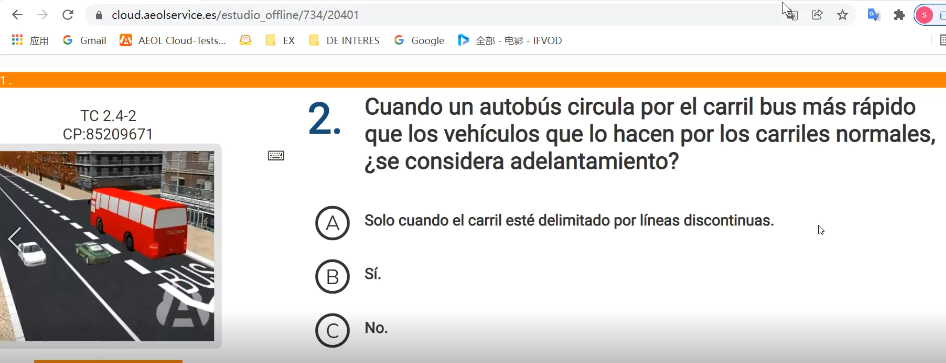 cloud.aeolservice.es/estudio_offline/734/20401
应用 Gmail AEOL Cloud-Tests... EX DE INTERES Google 全部 - 电影 - IFVOD
1 .
TC 2.4-2
CP:85209671
2. Cuando un autobús circula por el carril bus más rápido
que los vehículos que lo hacen por los carriles normales,
¿se considera adelantamiento?
A Solo cuando el carril esté delimitado por líneas discontinuas.
B Sí.
C No.
BUS